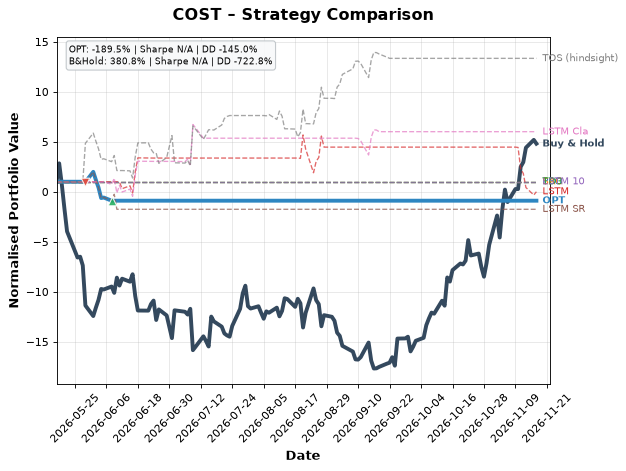 COST – Strategy Comparison
OPT: -189.5% | Sharpe N/A | DD -145.0%
B&Hold: 380.8% | Sharpe N/A | DD -722.8%
Normalised Portfolio Value
15
10
5
0
−5
−10
−15
TOS (hindsight)
LSTM Cla
Buy & Hold
LSTM
OPT
LSTM SR
2026-05-25
2026-06-06
2026-06-18
2026-06-30
2026-07-12
2026-07-24
2026-08-05
2026-08-17
2026-08-29
2026-09-10
2026-09-22
2026-10-04
2026-10-16
2026-10-28
2026-11-09
2026-11-21
Date